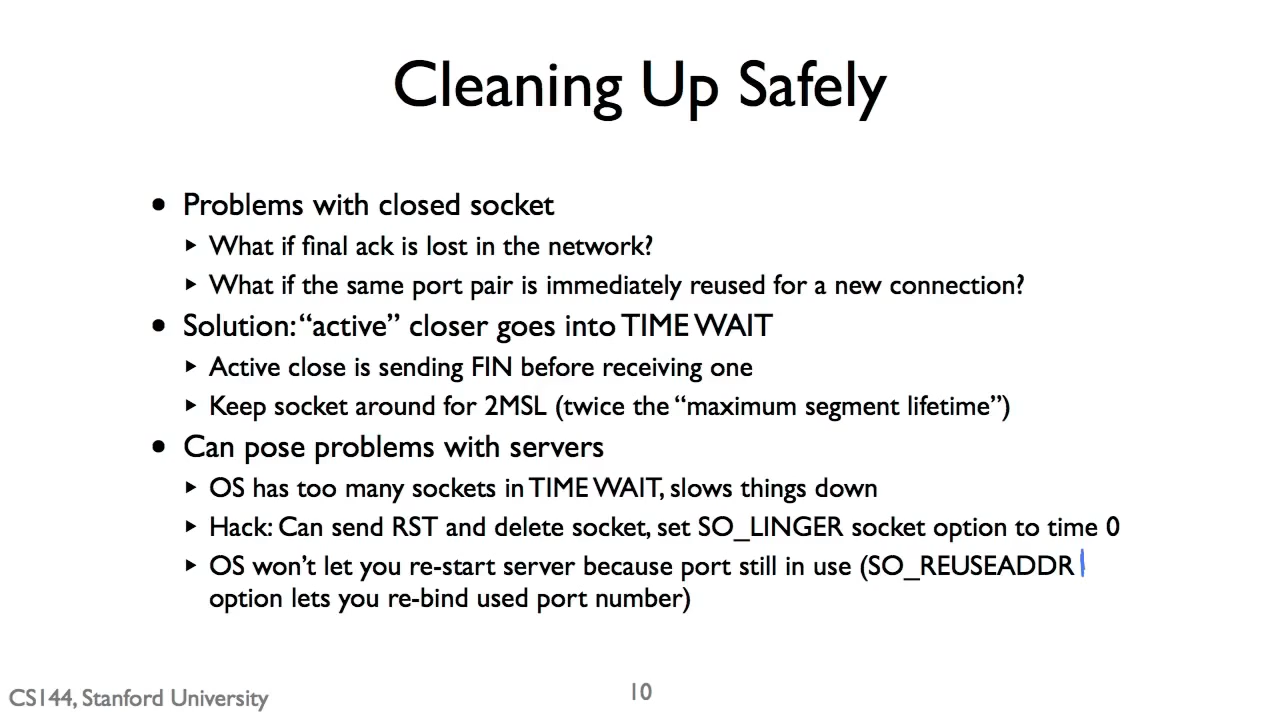 Cleaning Up Safely
• Problems with closed socket
▸ What if final ack is lost in the network?
▸ What if the same port pair is immediately reused for a new connection?
• Solution: “active” closer goes into TIME WAIT
▸ Active close is sending FIN before receiving one
▸ Keep socket around for 2MSL (twice the “maximum segment lifetime”)
• Can pose problems with servers
▸ OS has too many sockets in TIME WAIT, slows things down
▸ Hack: Can send RST and delete socket, set SO_LINGER socket option to time 0
▸ OS won’t let you re-start server because port still in use (SO_REUSEADDR
option lets you re-bind used port number)
CS144, Stanford University
10